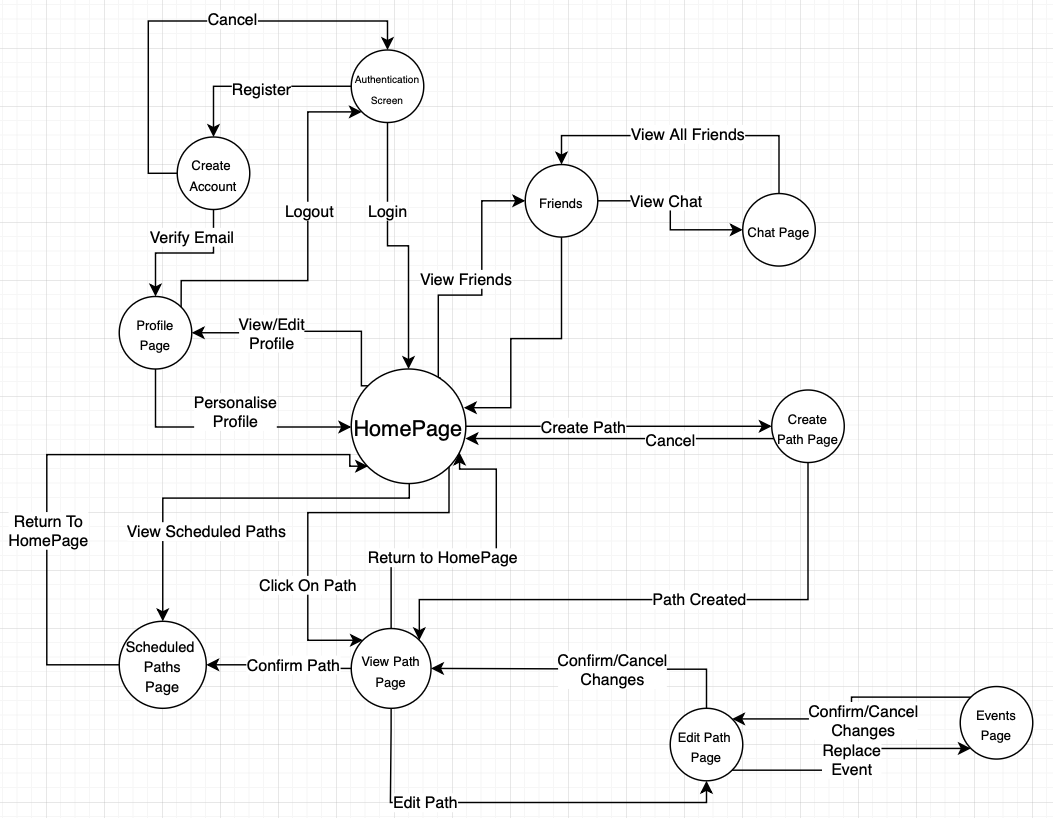 Cancel
Authentication
Screen
Register
Create
Account
View All Friends
Friends
View Chat
Chat Page
Logout
Login
Verify Email
View Friends
Profile
Page
View/Edit
Profile
Personalise
Profile
HomePage
Create Path
Cancel
Create
Path Page
Return To
HomePage
View Scheduled Paths
Return to HomePage
Click On Path
Path Created
Scheduled
Paths
Page
Confirm Path
View Path
Page
Confirm/Cancel
Changes
Edit Path
Page
Confirm/Cancel
Changes
Replace
Event
Events
Page
Edit Path